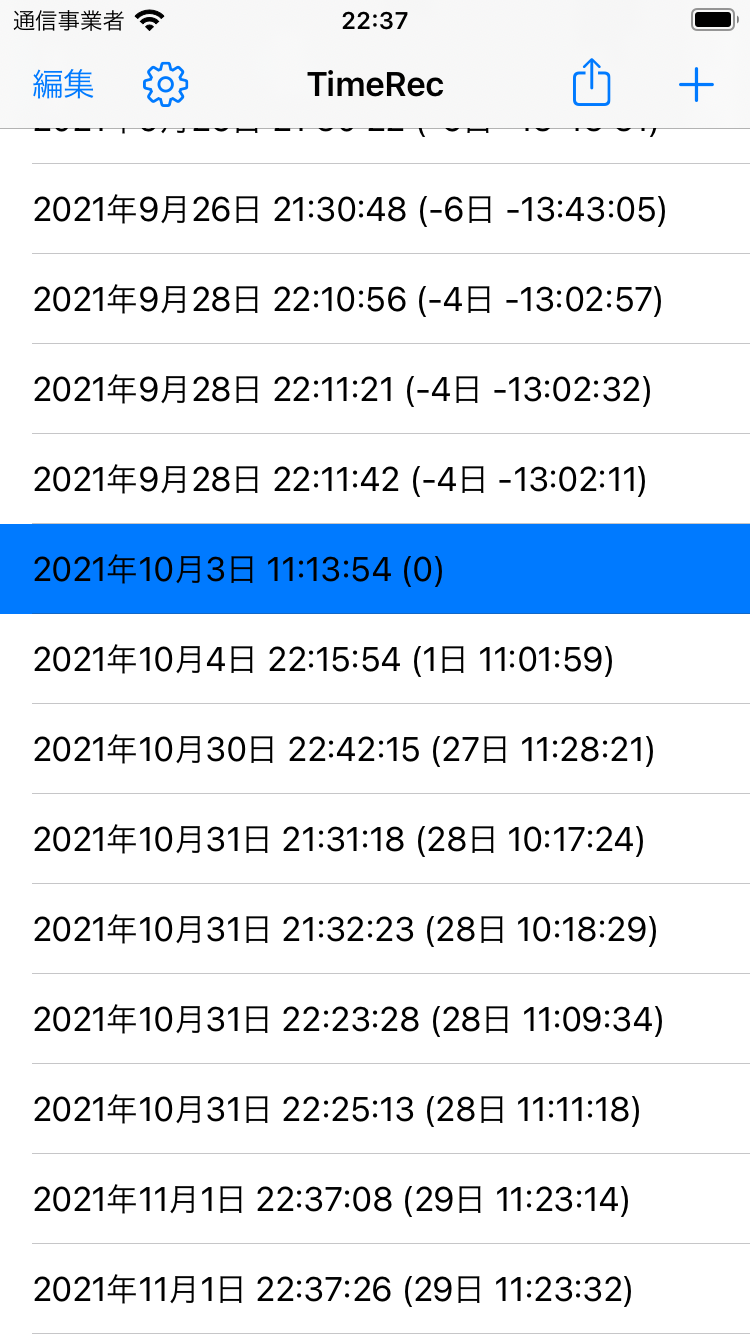 通信事業者 22:37
編集 TimeRec
2021年9月26日 21:30:48 (-6日 -13:43:05)
2021年9月28日 22:10:56 (-4日 -13:02:57)
2021年9月28日 22:11:21 (-4日 -13:02:32)
2021年9月28日 22:11:42 (-4日 -13:02:11)
2021年10月3日 11:13:54 (0)
2021年10月4日 22:15:54 (1日 11:01:59)
2021年10月30日 22:42:15 (27日 11:28:21)
2021年10月31日 21:31:18 (28日 10:17:24)
2021年10月31日 21:32:23 (28日 10:18:29)
2021年10月31日 22:23:28 (28日 11:09:34)
2021年10月31日 22:25:13 (28日 11:11:18)
2021年11月1日 22:37:08 (29日 11:23:14)
2021年11月1日 22:37:26 (29日 11:23:32)